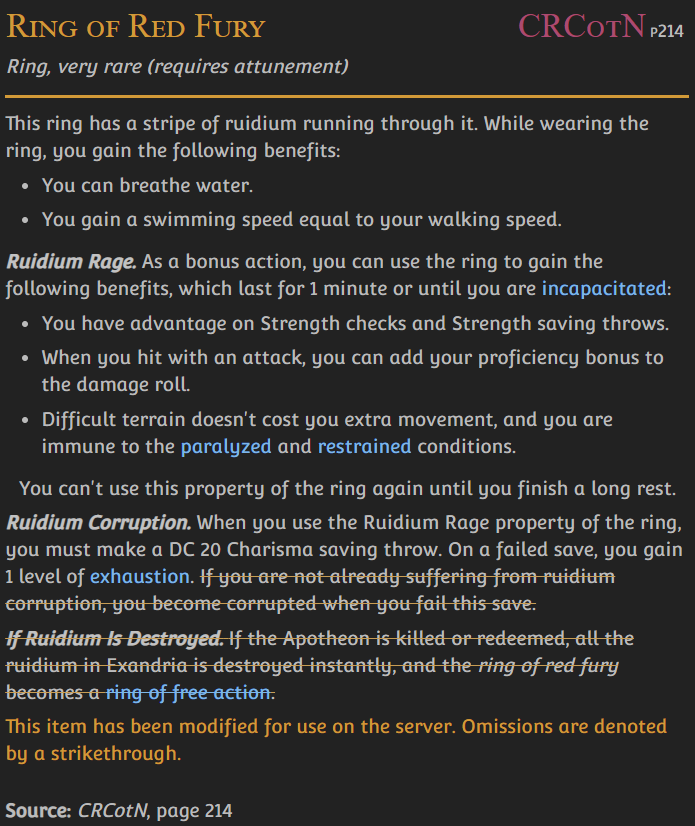 Ring of Red Fury CRCotN P214
Ring, very rare (requires attunement)
This ring has a stripe of ruidium running through it. While wearing the
ring, you gain the following benefits:
• You can breathe water.
• You gain a swimming speed equal to your walking speed.
Ruidium Rage. As a bonus action, you can use the ring to gain the
following benefits, which last for 1 minute or until you are incapacitated:
• You have advantage on Strength checks and Strength saving throws.
• When you hit with an attack, you can add your proficiency bonus to
the damage roll.
• Difficult terrain doesn't cost you extra movement, and you are
immune to the paralyzed and restrained conditions.
You can't use this property of the ring again until you finish a long rest.
Ruidium Corruption. When you use the Ruidium Rage property of the ring,
you must make a DC 20 Charisma saving throw. On a failed save, you gain
1 level of exhaustion. If you are not already suffering from ruidium
corruption, you become corrupted when you fail this save.
If Ruidium Is Destroyed. If the Apotheon is killed or redeemed, all the
ruidium in Exandria is destroyed instantly, and the ring of red fury
becomes a ring of free action.
This item has been modified for use on the server. Omissions are denoted
by a strikethrough.
Source: CRCotN, page 214